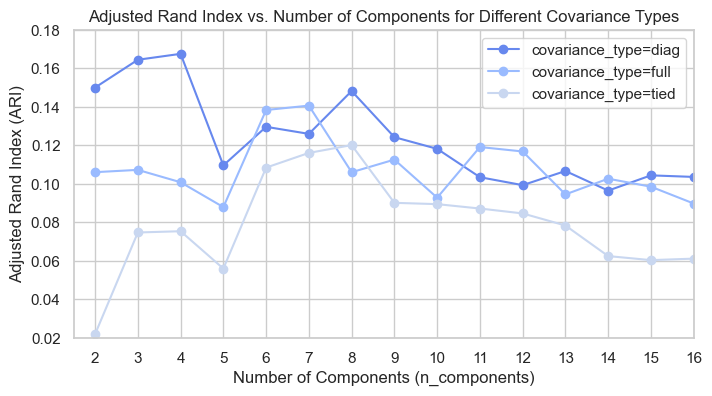 Adjusted Rand Index vs. Number of Components for Different Covariance Types
Adjusted Rand Index (ARI)
0.18
0.16
0.14
0.12
0.10
0.08
0.06
0.04
0.02
covariance_type=diag
covariance_type=full
covariance_type=tied
2 3 4 5 6 7 8 9 10 11 12 13 14 15 16
Number of Components (n_components)